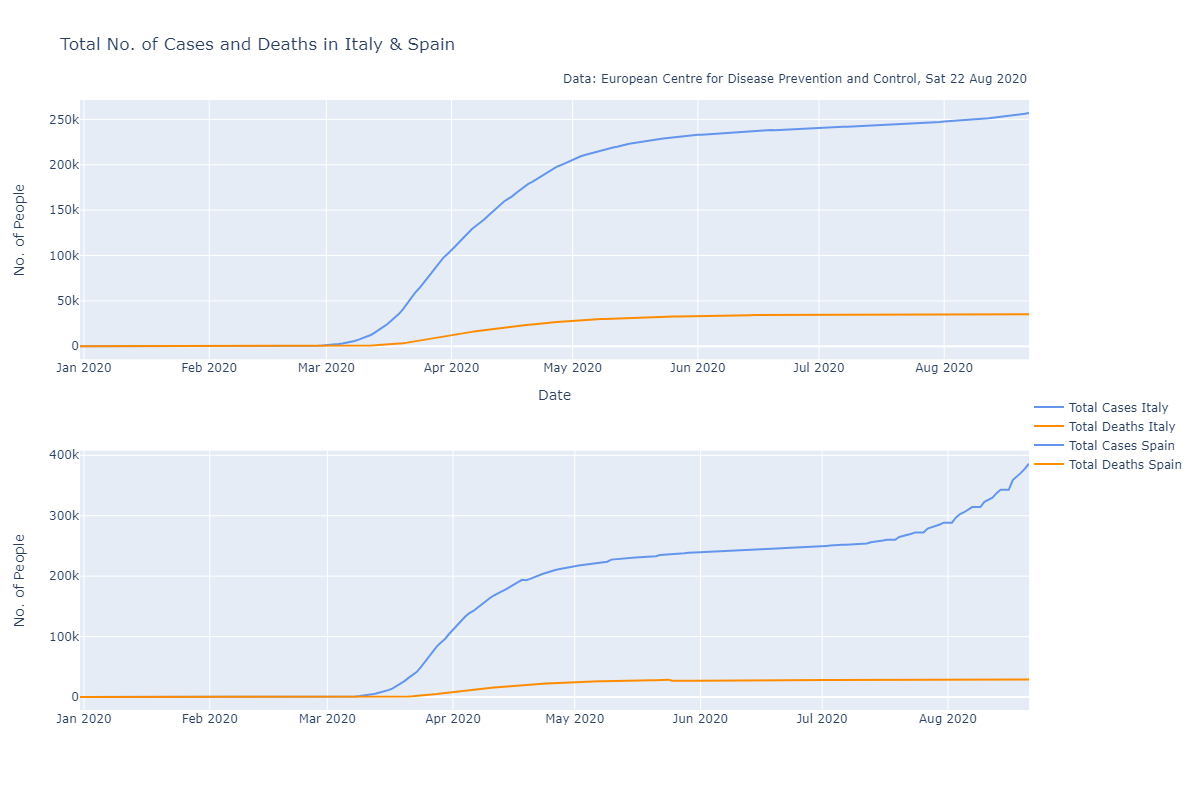 Total No. of Cases and Deaths in Italy & Spain
Data: European Centre for Disease Prevention and Control, Sat 22 Aug 2020
No. of People
250k
200k
150k
100k
50k
0
Jan 2020 Feb 2020 Mar 2020 Apr 2020 May 2020 Jun 2020 Jul 2020 Aug 2020
Date
Total Cases Italy
Total Deaths Italy
Total Cases Spain
Total Deaths Spain
No. of People
400k
300k
200k
100k
0
Jan 2020 Feb 2020 Mar 2020 Apr 2020 May 2020 Jun 2020 Jul 2020 Aug 2020